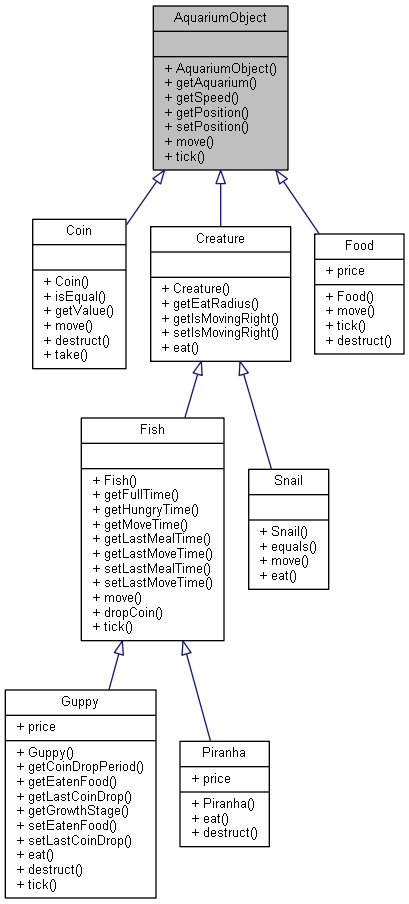 AquariumObject
+ AquariumObject()
+ getAquarium()
+ getSpeed()
+ getPosition()
+ setPosition()
+ move()
+ tick()
Coin
+ Coin()
+ isEqual()
+ getValue()
+ move()
+ destruct()
+ take()
Creature
+ Creature()
+ getEatRadius()
+ getIsMovingRight()
+ setIsMovingRight()
+ eat()
Food
+ price
+ Food()
+ move()
+ tick()
+ destruct()
Fish
+ Fish()
+ getFullTime()
+ getHungryTime()
+ getMoveTime()
+ getLastMealTime()
+ getLastMoveTime()
+ setLastMealTime()
+ setLastMoveTime()
+ move()
+ dropCoin()
+ tick()
Snail
+ Snail()
+ equals()
+ move()
+ eat()
Guppy
+ price
+ Guppy()
+ getCoinDropPeriod()
+ getEatenFood()
+ getLastCoinDrop()
+ getGrowthStage()
+ setEatenFood()
+ setLastCoinDrop()
+ eat()
+ destruct()
+ tick()
Piranha
+ price
+ Piranha()
+ eat()
+ destruct()